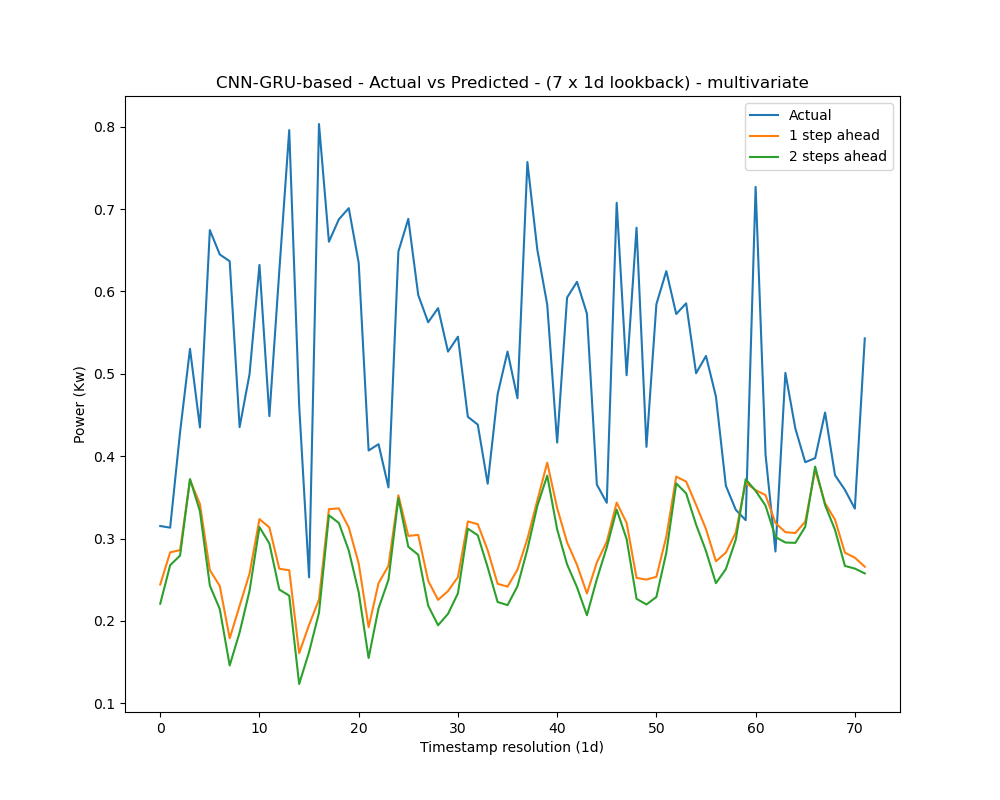 CNN-GRU-based - Actual vs Predicted - (7 x 1d lookback) - multivariate
Actual
1 step ahead
2 steps ahead
0.8
0.7
0.6
0.5
0.4
0.3
0.2
0.1
Power (Kw)
0 10 20 30 40 50 60 70
Timestamp resolution (1d)